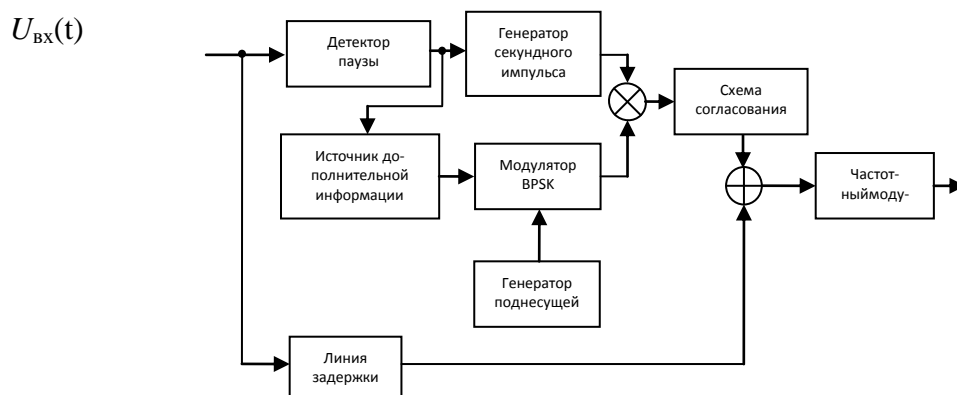 Uвх(t)
Детектор
паузы
Генератор
секундного
импульса
Схема
согласования
Источник до-
полнительной
информации
Модулятор
BPSK
Частот-
ныймоду-
Генератор
поднесущей
Линия
задержки